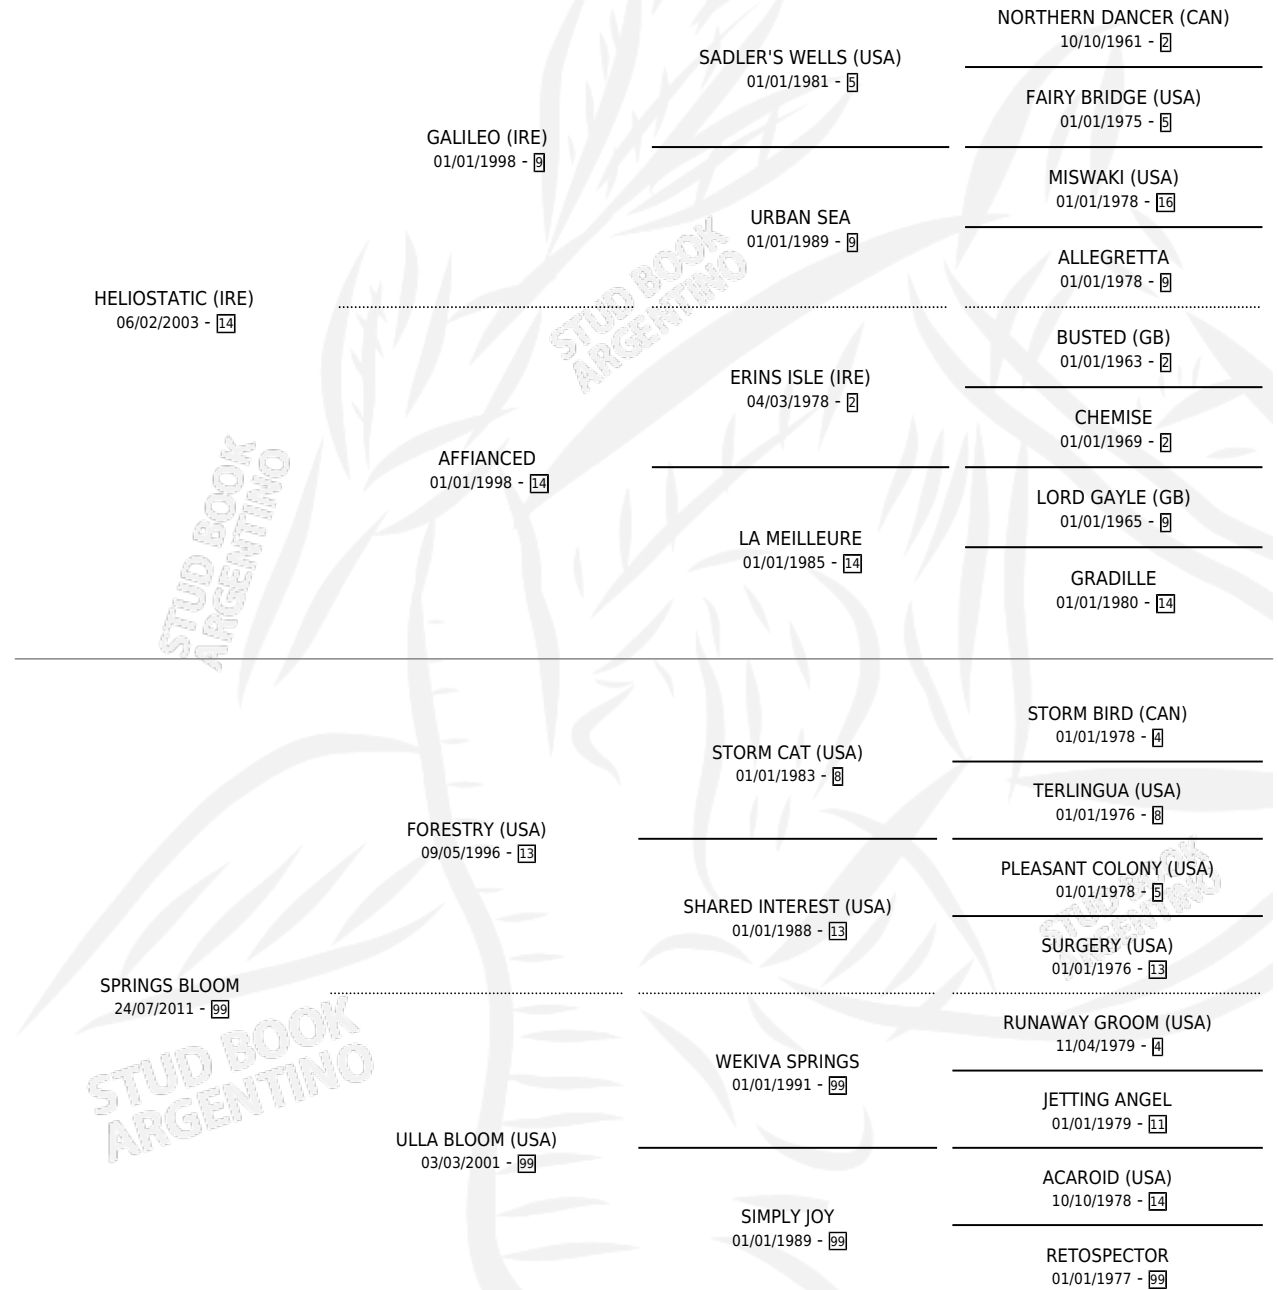 NORTHERN DANCER (CAN)
10/10/1961 - 2
SADLER'S WELLS (USA)
01/01/1981 - 5
FAIRY BRIDGE (USA)
01/01/1975 - 5
GALILEO (IRE)
01/01/1998 - 9
MISWAKI (USA)
01/01/1978 - 16
URBAN SEA
01/01/1989 - 9
ALLEGRETTA
01/01/1978 - 9
HELIOSTATIC (IRE)
06/02/2003 - 14
BUSTED (GB)
01/01/1963 - 2
ERINS ISLE (IRE)
04/03/1978 - 2
CHEMISE
01/01/1969 - 2
AFFIANCED
01/01/1998 - 14
LORD GAYLE (GB)
01/01/1965 - 9
LA MEILLEURE
01/01/1985 - 14
GRADILLE
01/01/1980 - 14
STUD BOOK
ARGENTINO
STUD BOOK
ARGENTINO
STORM BIRD (CAN)
01/01/1978 - 4
STORM CAT (USA)
01/01/1983 - 8
TERLINGUA (USA)
01/01/1976 - 8
FORESTRY (USA)
09/05/1996 - 13
PLEASANT COLONY (USA)
01/01/1978 - 5
SHARED INTEREST (USA)
01/01/1988 - 13
SURGERY (USA)
01/01/1976 - 13
SPRINGS BLOOM
24/07/2011 - 99
RUNAWAY GROOM (USA)
11/04/1979 - 4
WEKIVA SPRINGS
01/01/1991 - 99
JETTING ANGEL
01/01/1979 - 11
ULLA BLOOM (USA)
03/03/2001 - 99
ACAROID (USA)
10/10/1978 - 14
SIMPLY JOY
01/01/1989 - 99
RETOSPECTOR
01/01/1977 - 99
STUD BOOK
ARGENTINO
STUD BOOK
ARGENTINO